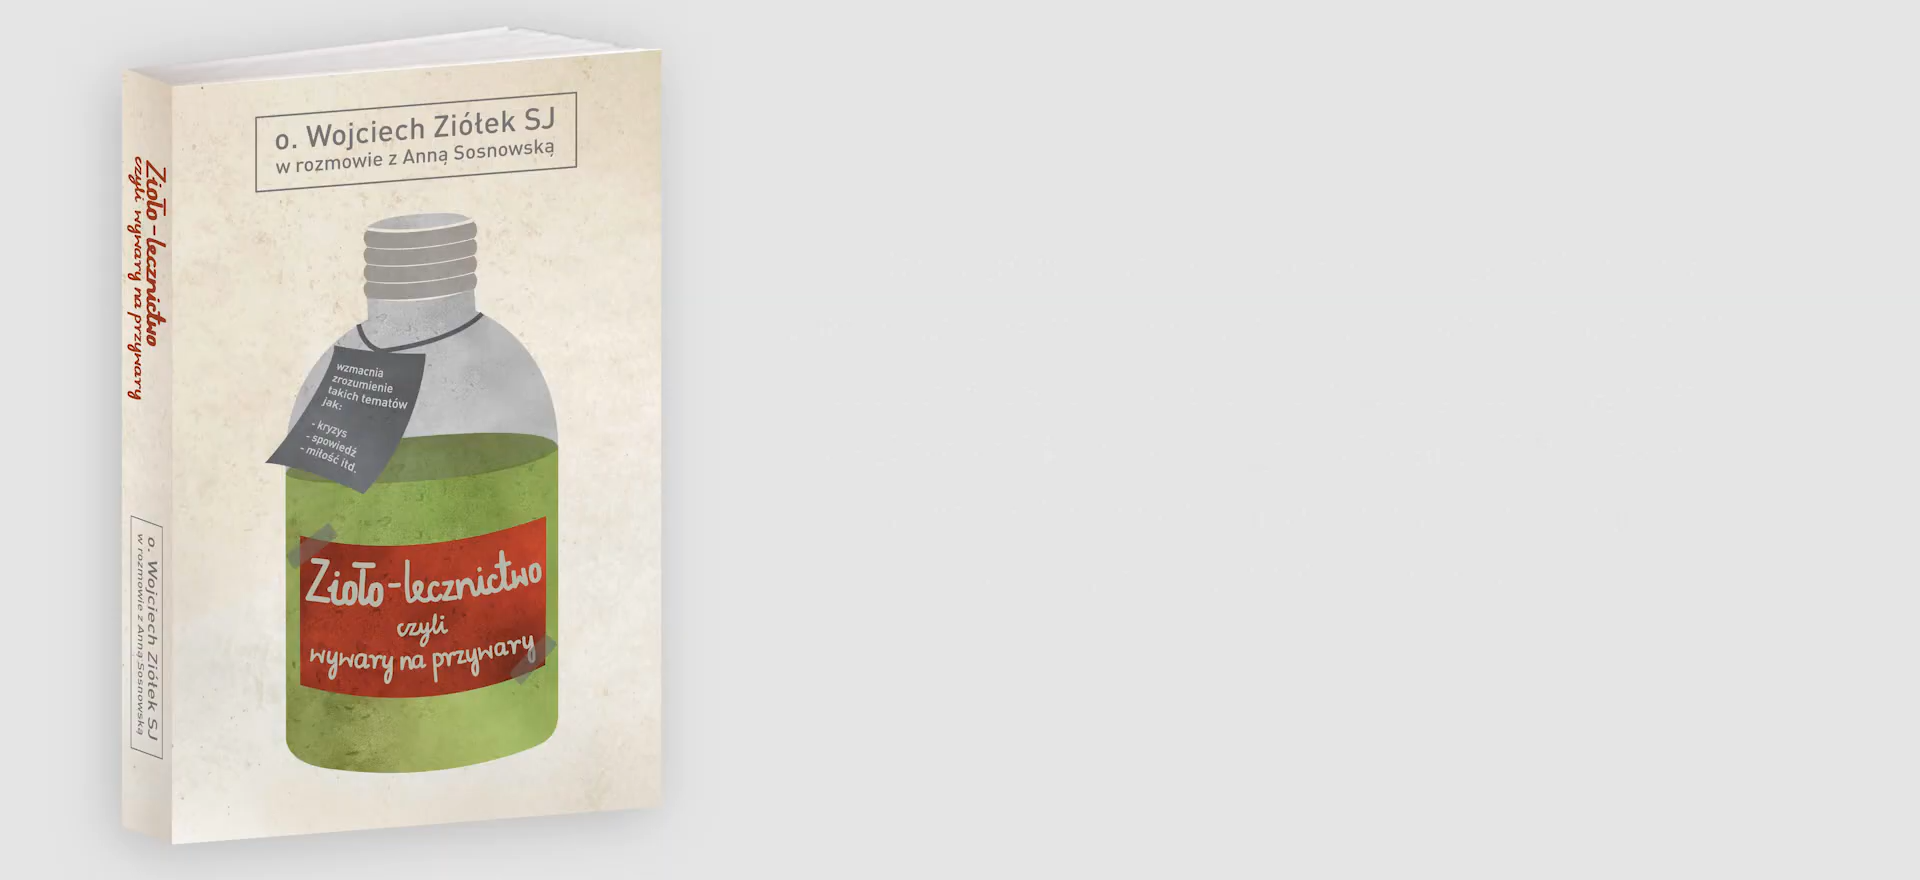 o. Wojciech Ziółek SJ
w rozmowie z Anną Sosnowską
wzmacnia
zrozumienie
takich tematów
jak:
- kryzys
- spowiedź
- miłość itd.
Zioło-lecznictwo
czyli
wywary na przywary
Zioło-lecznictwo
czyli wywary na przywary
o. Wojciech Ziółek SJ
w rozmowie z Anną Sosnowską